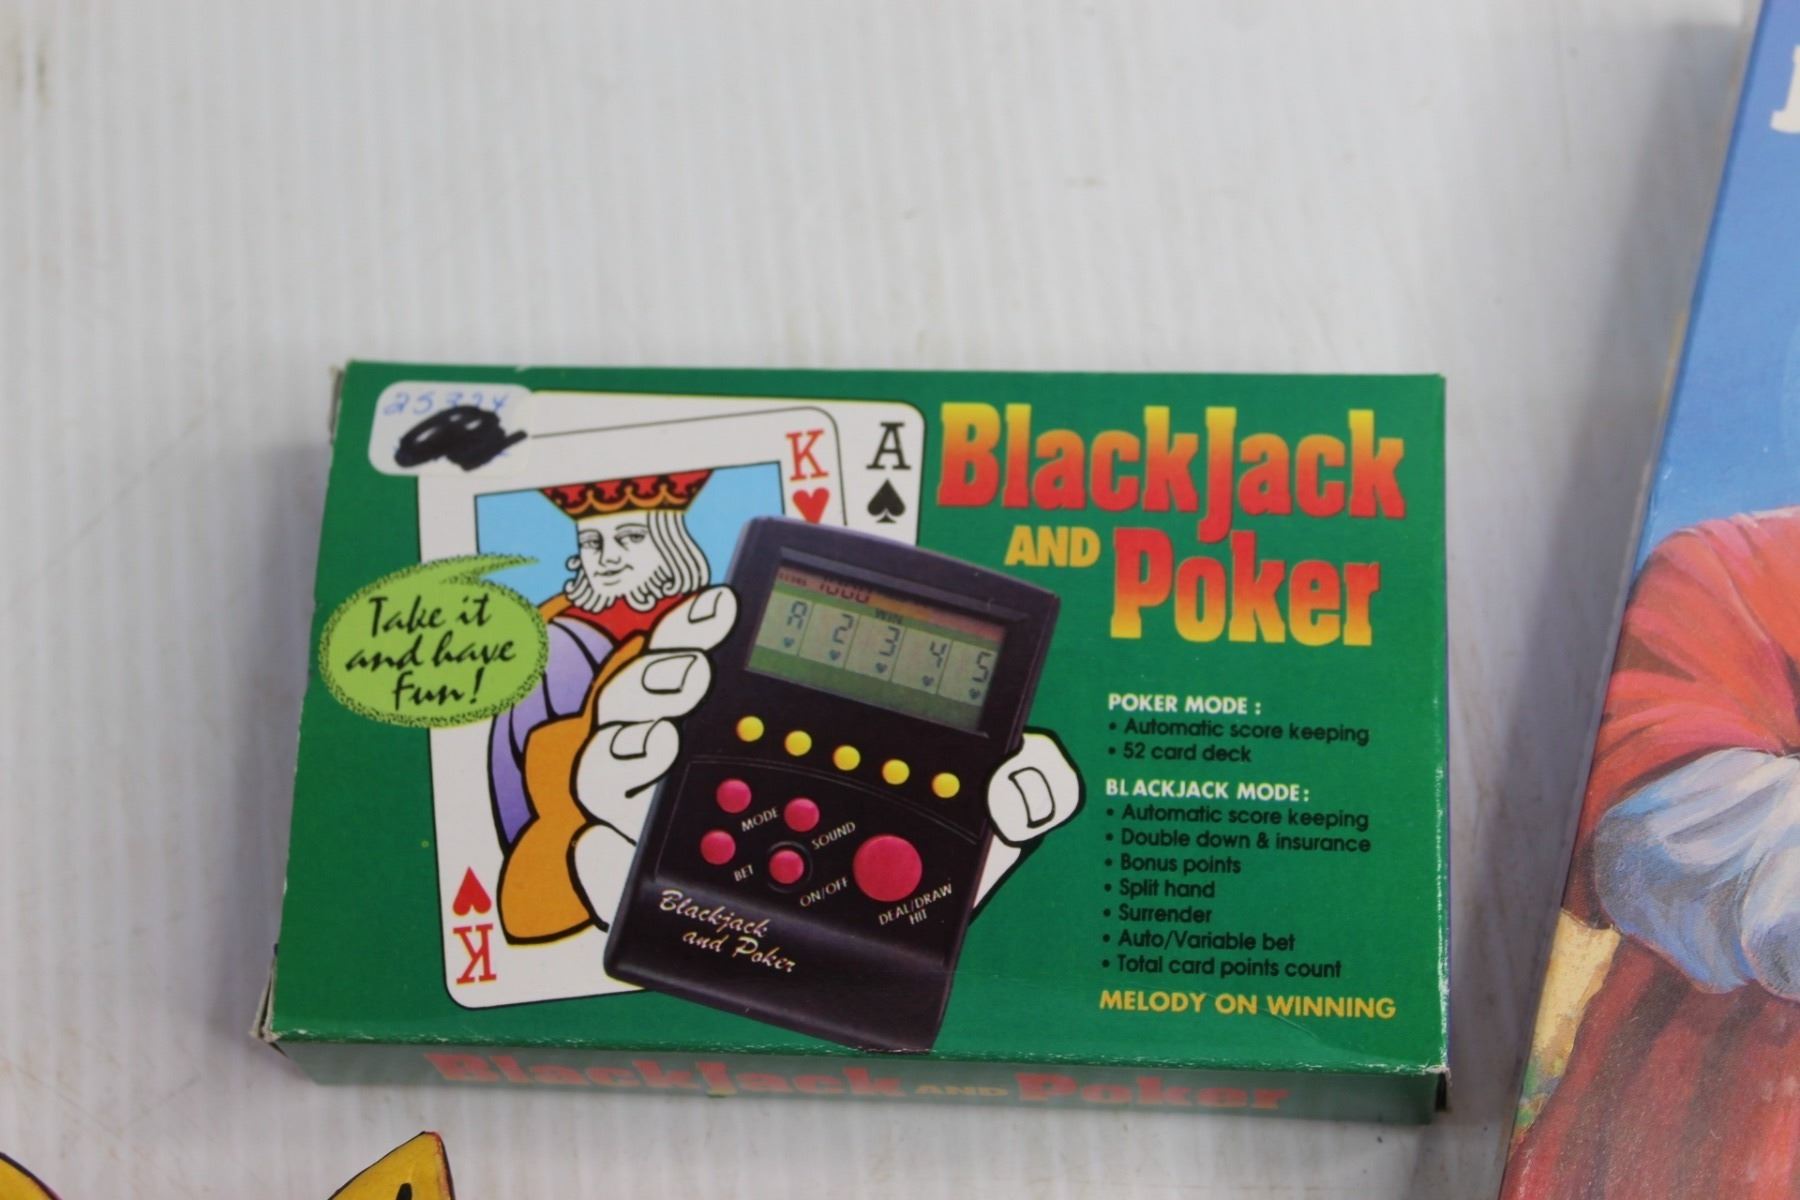 25324
K
A
BlackJack
AND Poker
Take it
and have
Fun!
1000
WIN
A 2 3 4 5
MODE
SOUND
BET
ON/OFF
DEAL/DRAW
HIT
Blackjack
and Poker
K
POKER MODE :
• Automatic score keeping
• 52 card deck
BLACKJACK MODE:
• Automatic score keeping
• Double down & insurance
• Bonus points
• Split hand
• Surrender
• Auto/Variable bet
• Total card points count
MELODY ON WINNING
BlackJack AND Poker